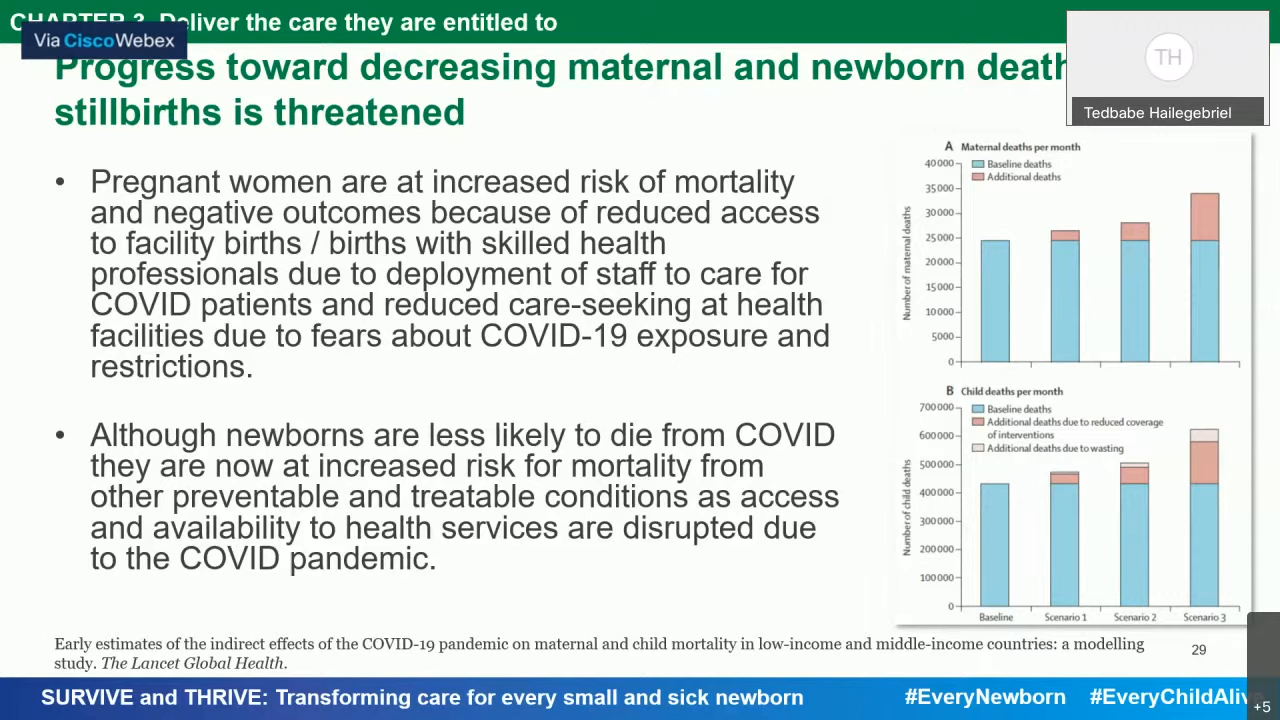 CHAPTER 3 Deliver the care they are entitled to
Via Cisco Webex
TH
Tedbabe Hailegebriel
Progress toward decreasing maternal and newborn death
stillbirths is threatened
• Pregnant women are at increased risk of mortality
and negative outcomes because of reduced access
to facility births / births with skilled health
professionals due to deployment of staff to care for
COVID patients and reduced care-seeking at health
facilities due to fears about COVID-19 exposure and
restrictions.
• Although newborns are less likely to die from COVID
they are now at increased risk for mortality from
other preventable and treatable conditions as access
and availability to health services are disrupted due
to the COVID pandemic.
A Maternal deaths per month
Baseline deaths
Additional deaths
Number of maternal deaths
40000
35000
30000
25000
20000
15000
10000
5000
0
B Child deaths per month
Baseline deaths
Additional deaths due to reduced coverage
of interventions
Additional deaths due to wasting
Number of child deaths
700000
600000
500000
400000
300000
200000
100000
0
Baseline Scenario 1 Scenario 2 Scenario 3
Early estimates of the indirect effects of the COVID-19 pandemic on maternal and child mortality in low-income and middle-income countries: a modelling
study. The Lancet Global Health.
29
SURVIVE and THRIVE: Transforming care for every small and sick newborn
#EveryNewborn #EveryChildAlive
+5